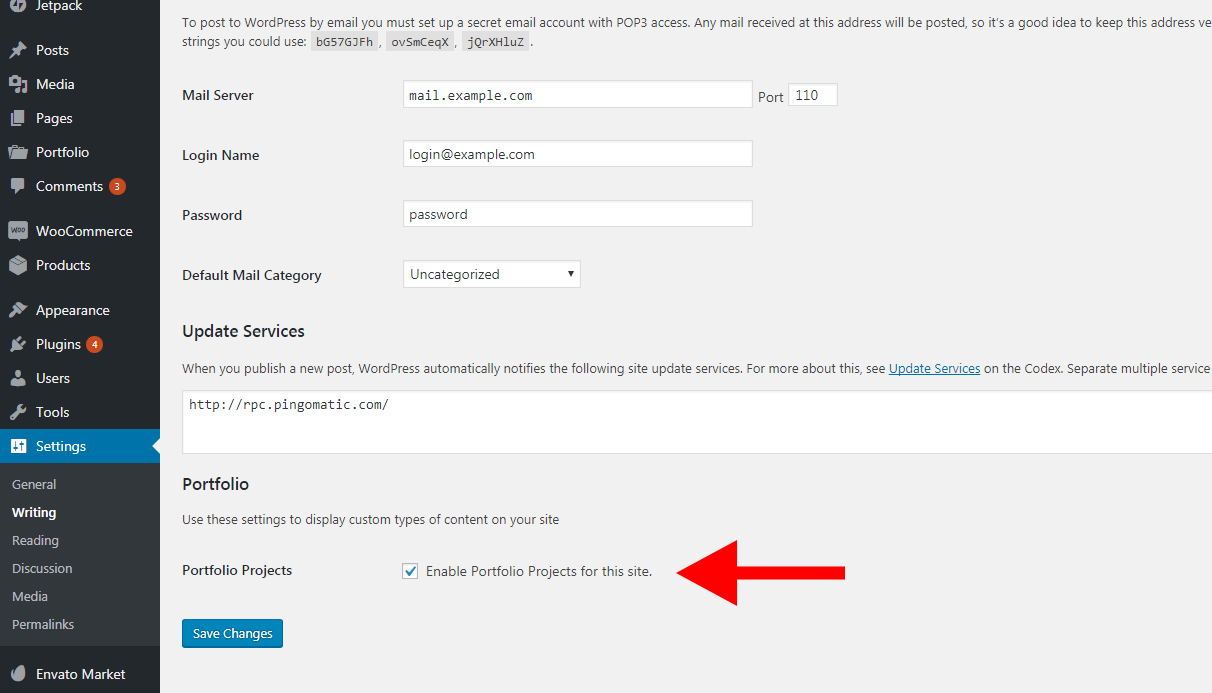 Jetpack
Posts
Media
Pages
Portfolio
Comments 3
WooCommerce
Products
Appearance
Plugins 4
Users
Tools
Settings
General
Writing
Reading
Discussion
Media
Permalinks
Envato Market
To post to WordPress by email you must set up a secret email account with POP3 access. Any mail received at this address will be posted, so it's a good idea to keep this address ve
strings you could use: bG57GJFh , ovSmCeqX , jQrXHluZ .
Mail Server mail.example.com Port 110
Login Name login@example.com
Password password
Default Mail Category Uncategorized
Update Services
When you publish a new post, WordPress automatically notifies the following site update services. For more about this, see Update Services on the Codex. Separate multiple service
http://rpc.pingomatic.com/
Portfolio
Use these settings to display custom types of content on your site
Portfolio Projects Enable Portfolio Projects for this site.
Save Changes